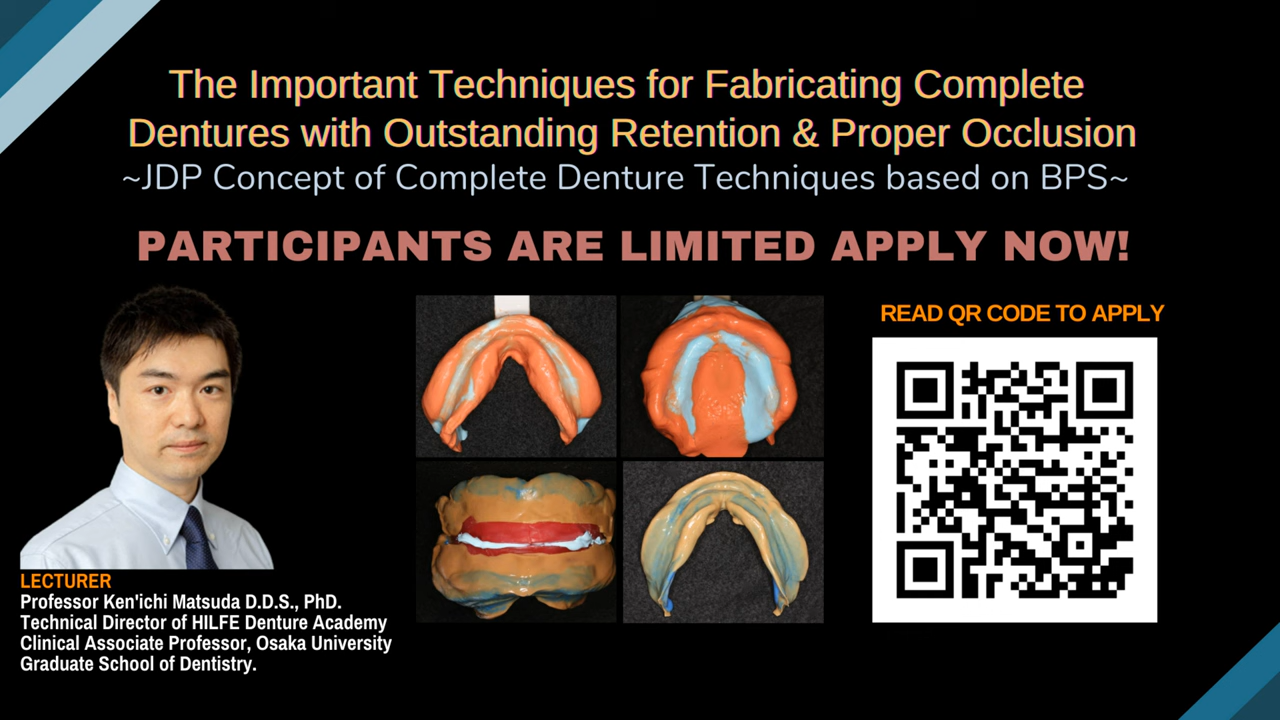 The Important Techniques for Fabricating Complete
Dentures with Outstanding Retention & Proper Occlusion
~JDP Concept of Complete Denture Techniques based on BPS~
PARTICIPANTS ARE LIMITED APPLY NOW!
READ QR CODE TO APPLY
LECTURER
Professor Ken'ichi Matsuda D.D.S., PhD.
Technical Director of HILFE Denture Academy
Clinical Associate Professor, Osaka University
Graduate School of Dentistry.